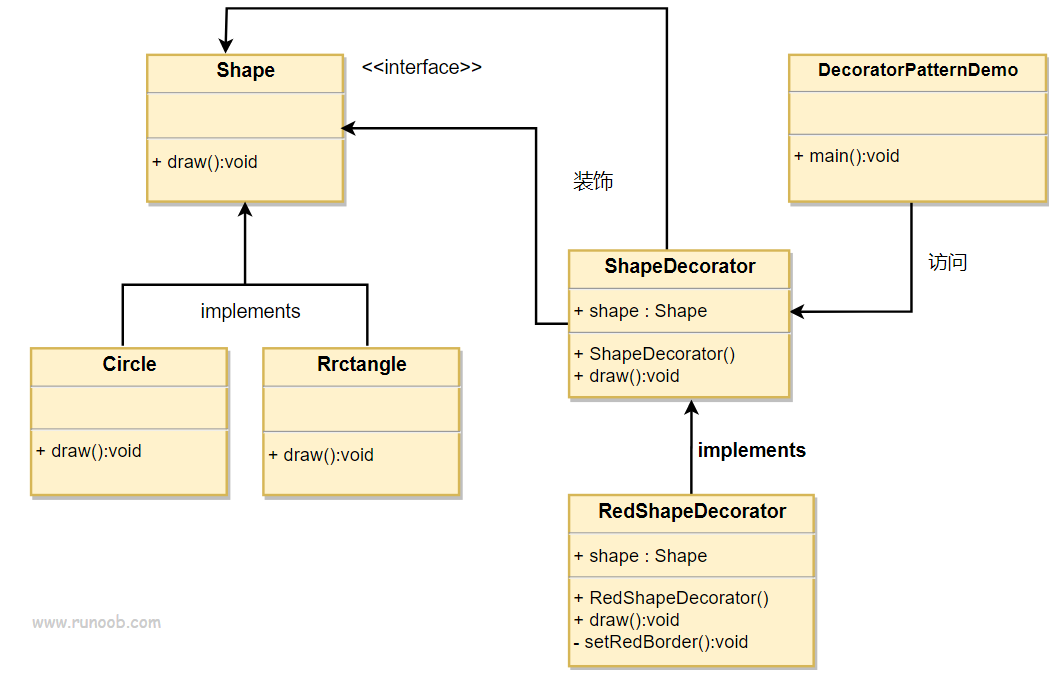 Shape
<<interface>>
+ draw():void
DecoratorPatternDemo
+ main():void
装饰
访问
ShapeDecorator
+ shape : Shape
+ ShapeDecorator()
+ draw():void
implements
Circle
+ draw():void
Rrctangle
+ draw():void
implements
RedShapeDecorator
+ shape : Shape
+ RedShapeDecorator()
+ draw():void
- setRedBorder():void
www.runoob.com